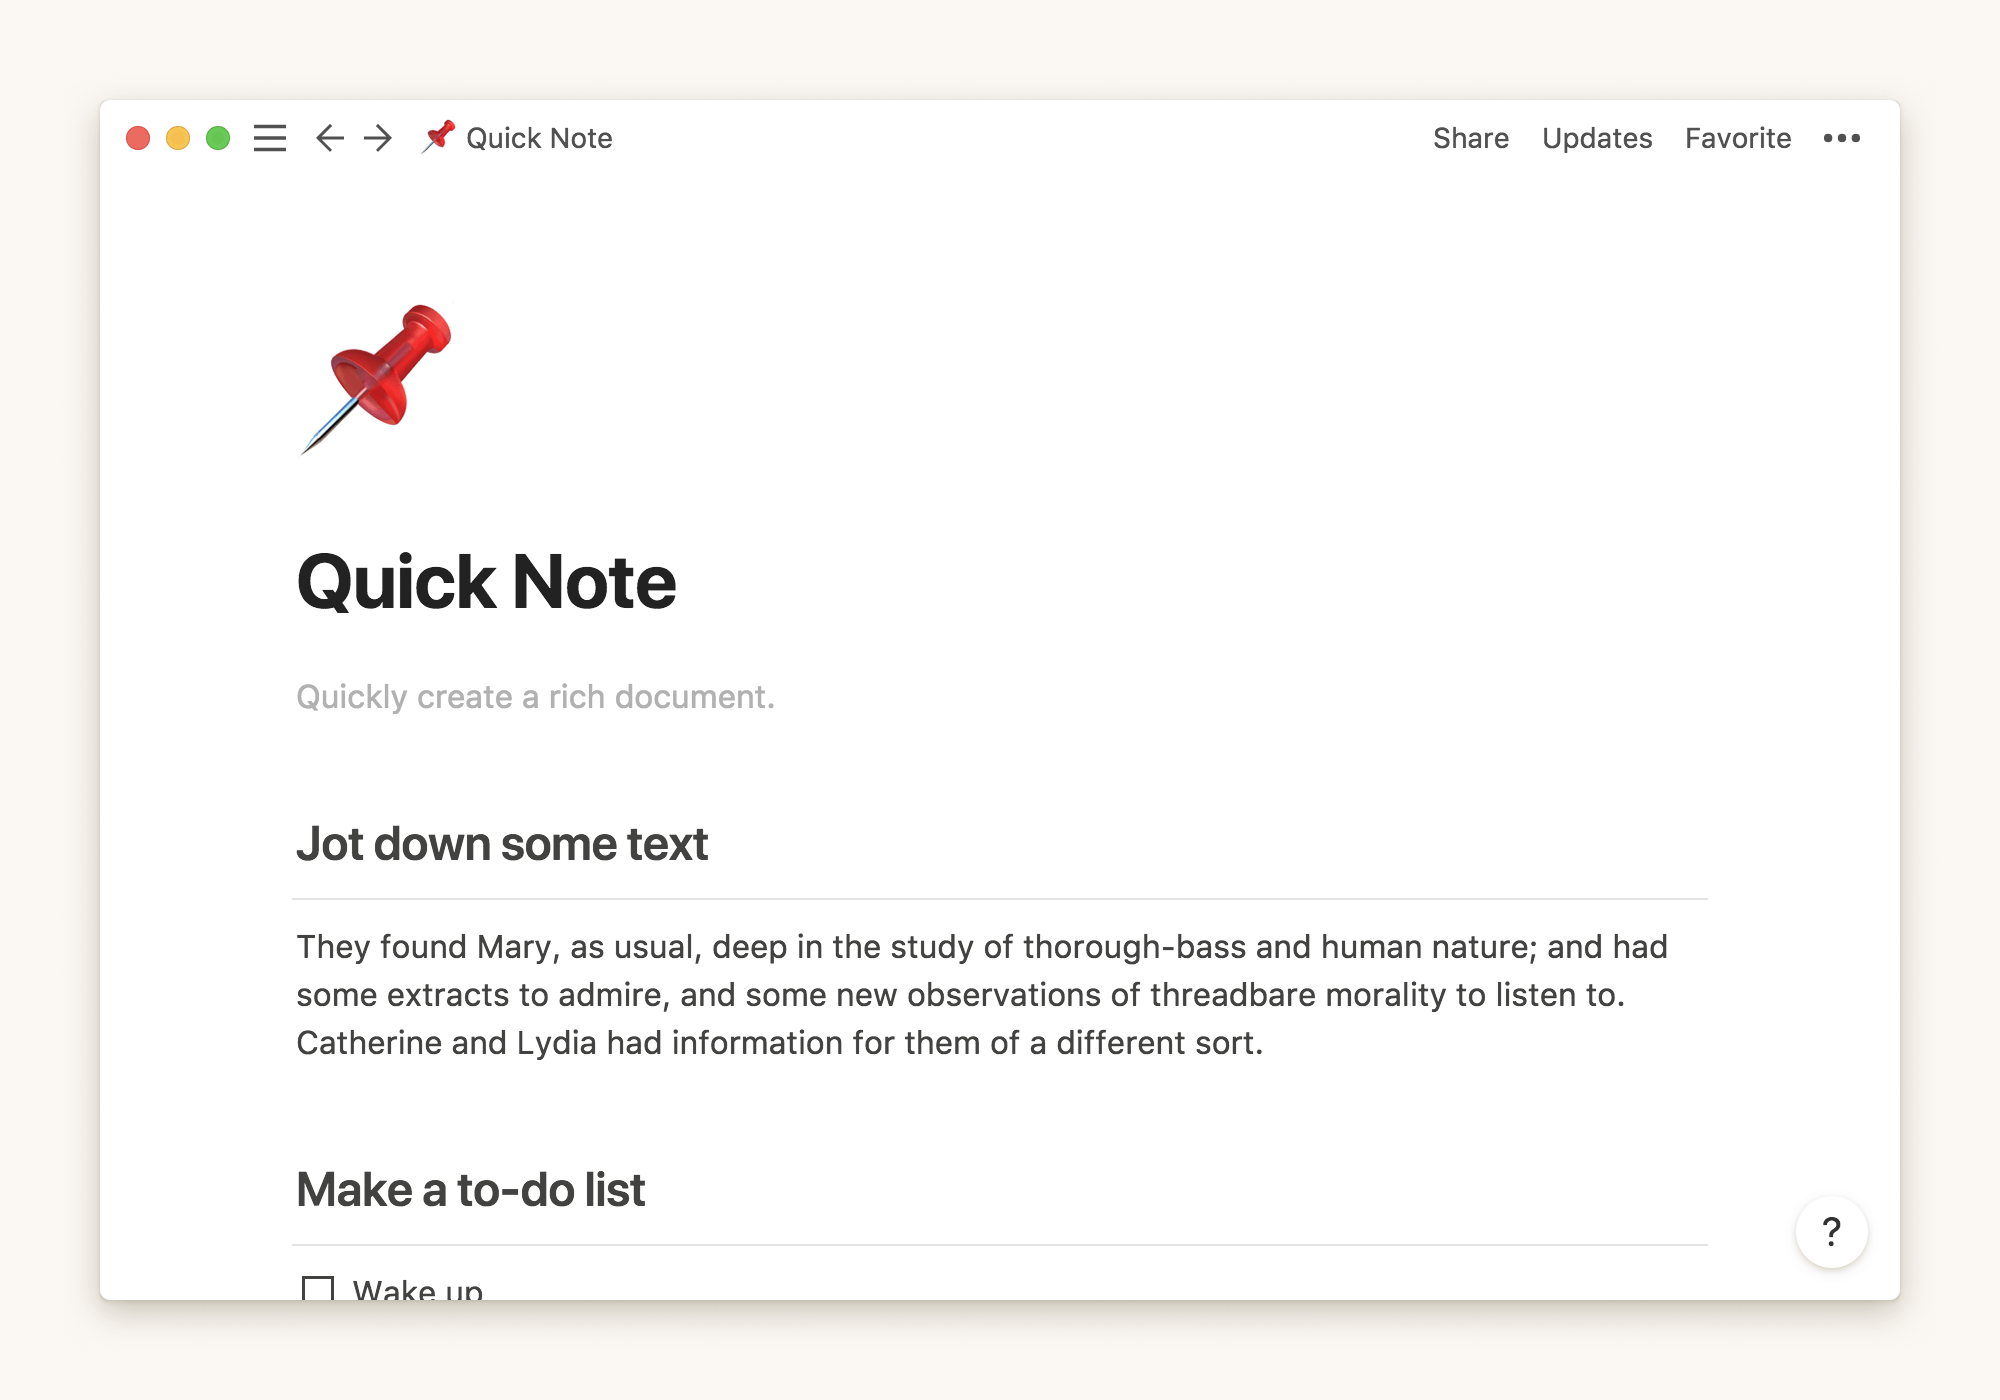 Quick Note
Share Updates Favorite •••
Quick Note
Quickly create a rich document.
Jot down some text
They found Mary, as usual, deep in the study of thorough-bass and human nature; and had
some extracts to admire, and some new observations of threadbare morality to listen to.
Catherine and Lydia had information for them of a different sort.
Make a to-do list
?
Wake up